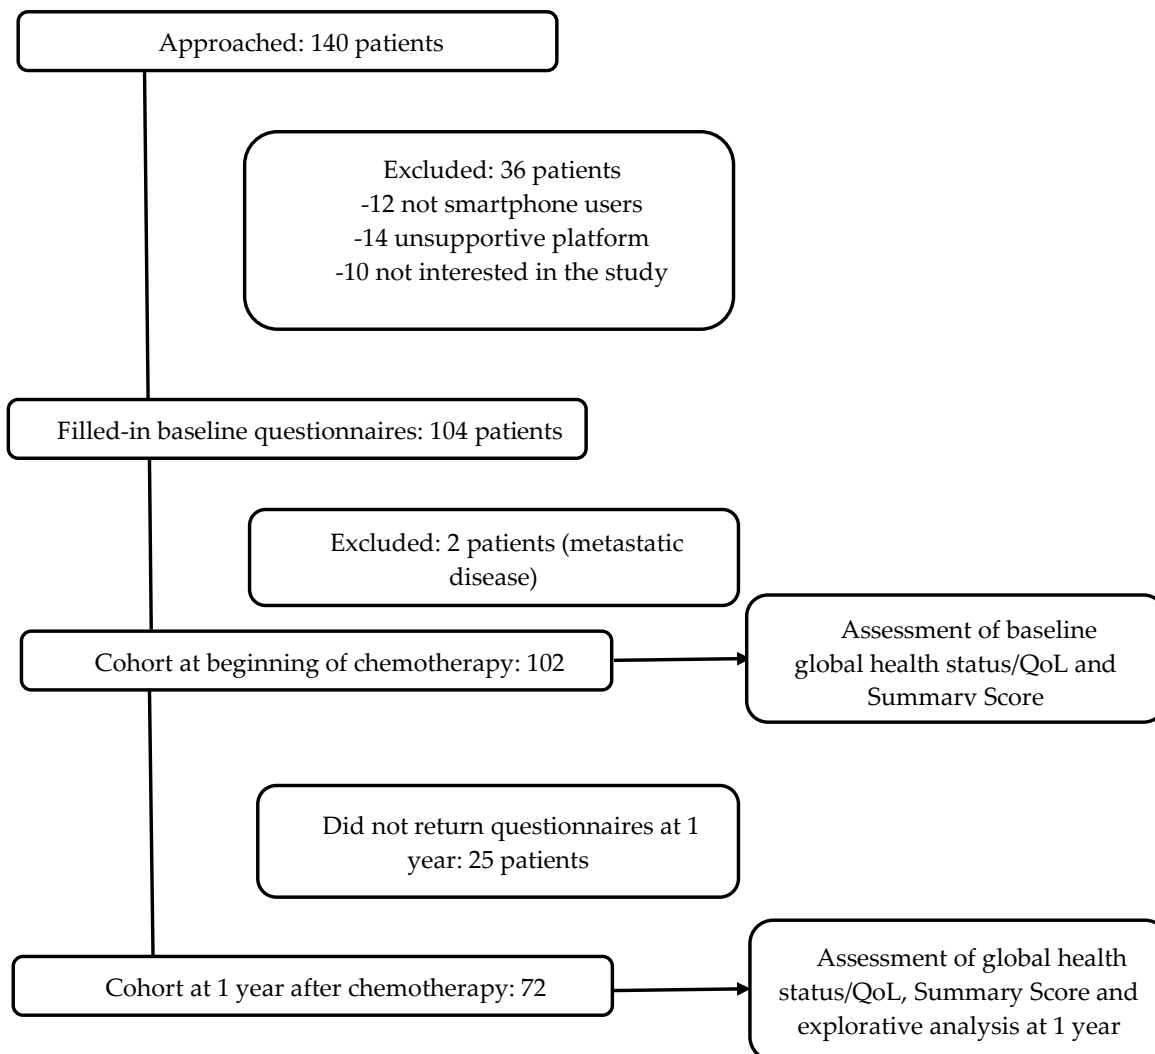 Approached: 140 patients
Excluded: 36 patients
-12 not smartphone users
-14 unsupportive platform
-10 not interested in the study
Filled-in baseline questionnaires: 104 patients
Excluded: 2 patients (metastatic
disease)
Cohort at beginning of chemotherapy: 102
Assessment of baseline
global health status/QoL and
Summary Score
Did not return questionnaires at 1
year: 25 patients
Cohort at 1 year after chemotherapy: 72
Assessment of global health
status/QoL, Summary Score and
explorative analysis at 1 year